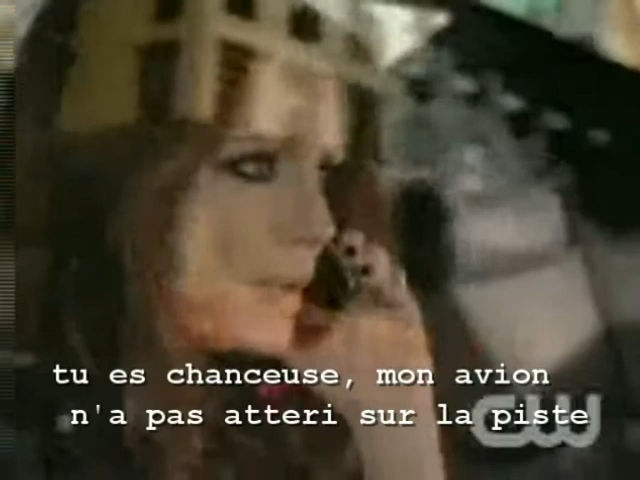 tu es chanceuse, mon avion
n'a pas atteri sur la piste
CW